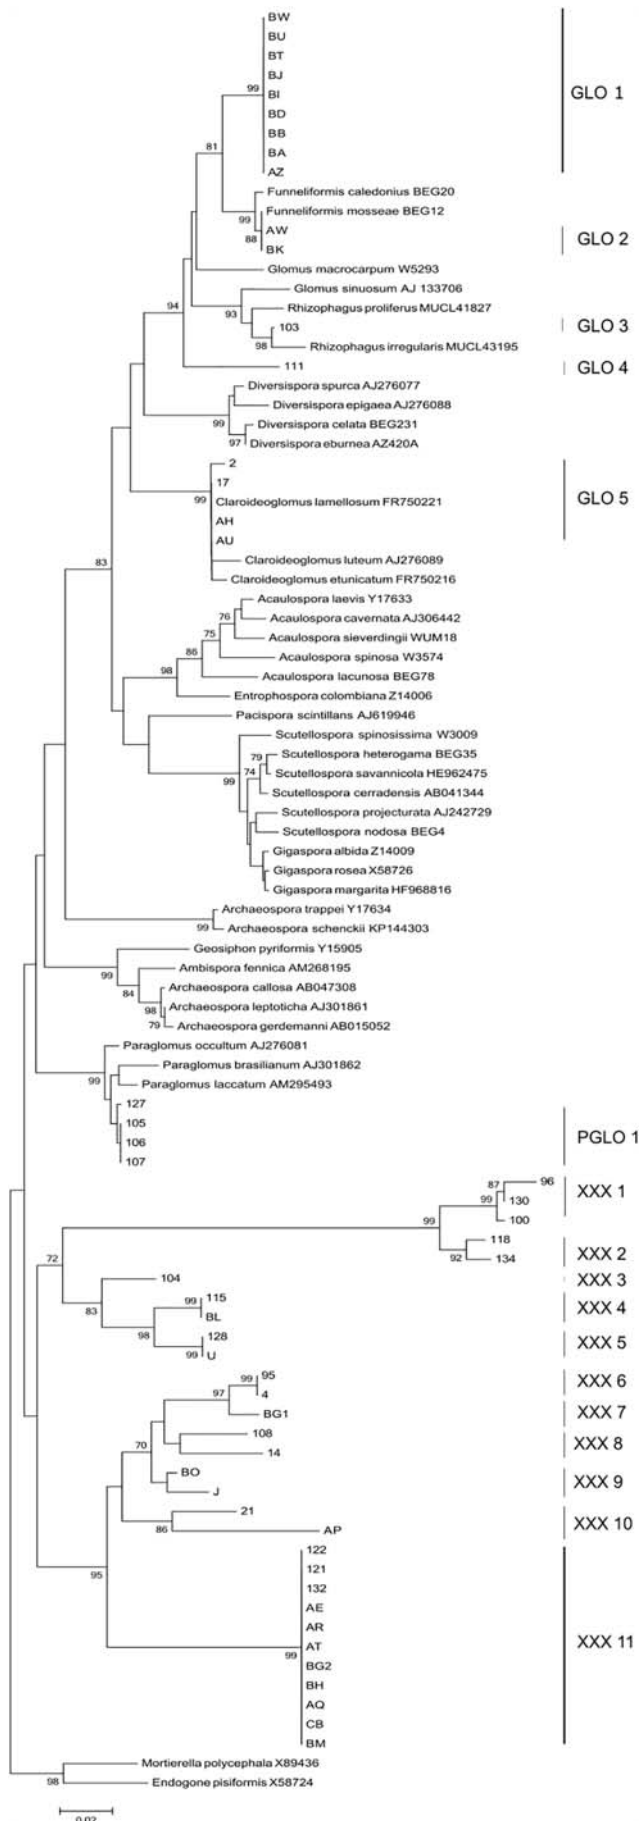 BW
BU
BT
BJ
99
BI
GLO 1
BD
BB
81
BA
AZ
Funneliformis caledonius BEG20
Funneliformis mosseae BEG12
99
AW
88
BK
GLO 2
Glomus macrocarpum W5293
Glomus sinuosum AJ 133706
94
Rhizophagus proliferus MUCL41827
93
103
GLO 3
98
Rhizophagus irregularis MUCL43195
111
GLO 4
Diversispora spurca AJ276077
Diversispora epigaea AJ276088
99
Diversispora celata BEG231
97
Diversispora eburnea AZ420A
2
17
99
Claroideoglomus lamellosum FR750221
GLO 5
AH
AU
83
Claroideoglomus luteum AJ276089
Claroideoglomus etunicatum FR750216
Acaulospora laevis Y17633
76
Acaulospora cavernata AJ306442
75
Acaulospora sieverdingii WUM18
86
Acaulospora spinosa W3574
98
Acaulospora lacunosa BEG78
Entrophospora colombiana Z14006
Pacispora scintillans AJ619946
Scutellospora spinosissima W3009
79
Scutellospora heterogama BEG35
99
74
Scutellospora savannicola HE962475
Scutellospora cerradensis AB041344
Scutellospora projecturata AJ242729
Scutellospora nodosa BEG4
Gigaspora albida Z14009
Gigaspora rosea X58726
Gigaspora margarita HF968816
Archaeospora trappei Y17634
99
Archaeospora schenckii KP144303
Geosiphon pyriformis Y15905
99
Ambispora fennica AM268195
84
Archaeospora callosa AB047308
98
Archaeospora leptoticha AJ301861
79
Archaeospora gerdemanni AB015052
Paraglomus occultum AJ276081
99
Paraglomus brasilianum AJ301862
Paraglomus laccatum AM295493
127
105
106
PGLO 1
107
87
96
99
130
XXX 1
100
99
118
XXX 2
92
134
72
104
XXX 3
83
99
115
XXX 4
BL
98
128
XXX 5
99
U
99
95
XXX 6
97
4
BG1
XXX 7
108
XXX 8
70
14
BO
XXX 9
J
21
XXX 10
86
AP
95
122
121
132
AE
AR
99
AT
XXX 11
BG2
BH
AQ
CB
BM
Mortierella polycephala X89436
98
Endogone pisiformis X58724
0.02